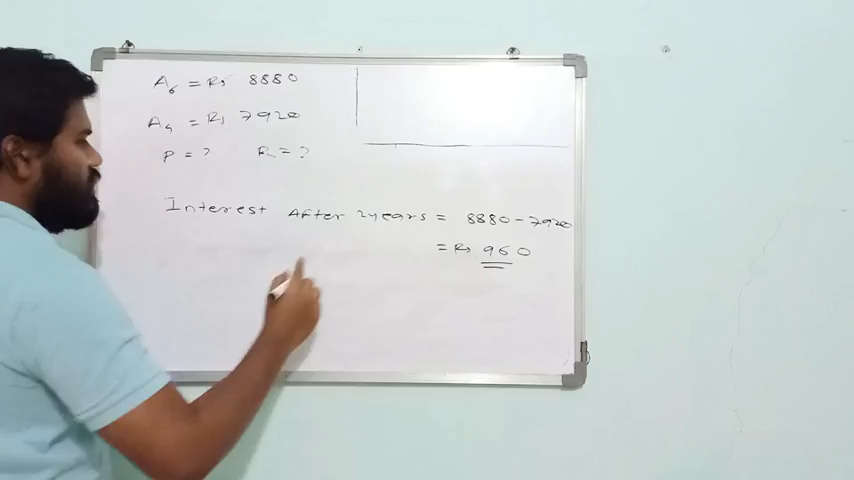 A₆ = Rs 8880
A₄ = Rs 7920
P = ? R = ?
Interest After 2years = 8880 - 7920
= Rs 960